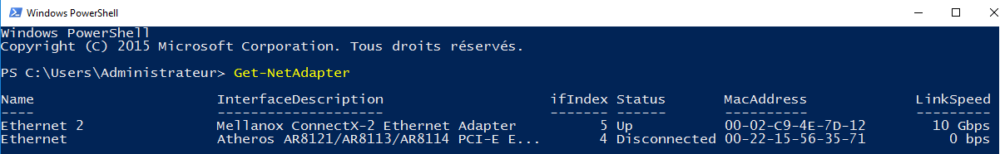 Windows PowerShell
Windows PowerShell
Copyright (C) 2015 Microsoft Corporation. Tous droits réservés.
PS C:\Users\Administrateur> Get-NetAdapter
Name                      InterfaceDescription                    ifIndex Status       MacAddress             LinkSpeed
----                      --------------------                    ------- ------       ----------             ---------
Ethernet 2                Mellanox ConnectX-2 Ethernet Adapter          5 Up           00-02-C9-4E-7D-12        10 Gbps
Ethernet                  Atheros AR8121/AR8113/AR8114 PCI-E E...       4 Disconnected 00-22-15-56-35-71          0 bps